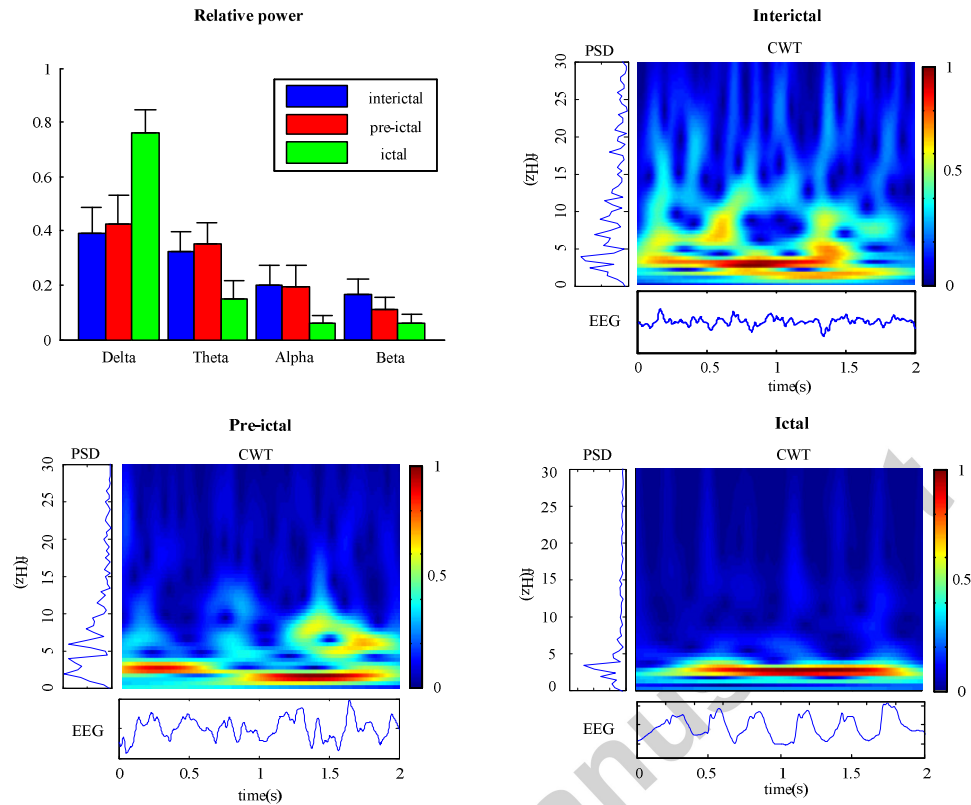 Relative power
1
0.8
0.6
0.4
0.2
0
interictal
pre-ictal
ictal
Delta Theta Alpha Beta
Interictal
PSD CWT
30
25
20
15
10
5
0
f(Hz)
1
0.5
0
EEG
0 0.5 1 1.5 2
time(s)
Pre-ictal
PSD CWT
30
25
20
15
10
5
0
f(Hz)
1
0.5
0
EEG
0 0.5 1 1.5 2
time(s)
Ictal
PSD CWT
30
25
20
15
10
5
0
f(Hz)
1
0.5
0
EEG
0 0.5 1 1.5 2
time(s)